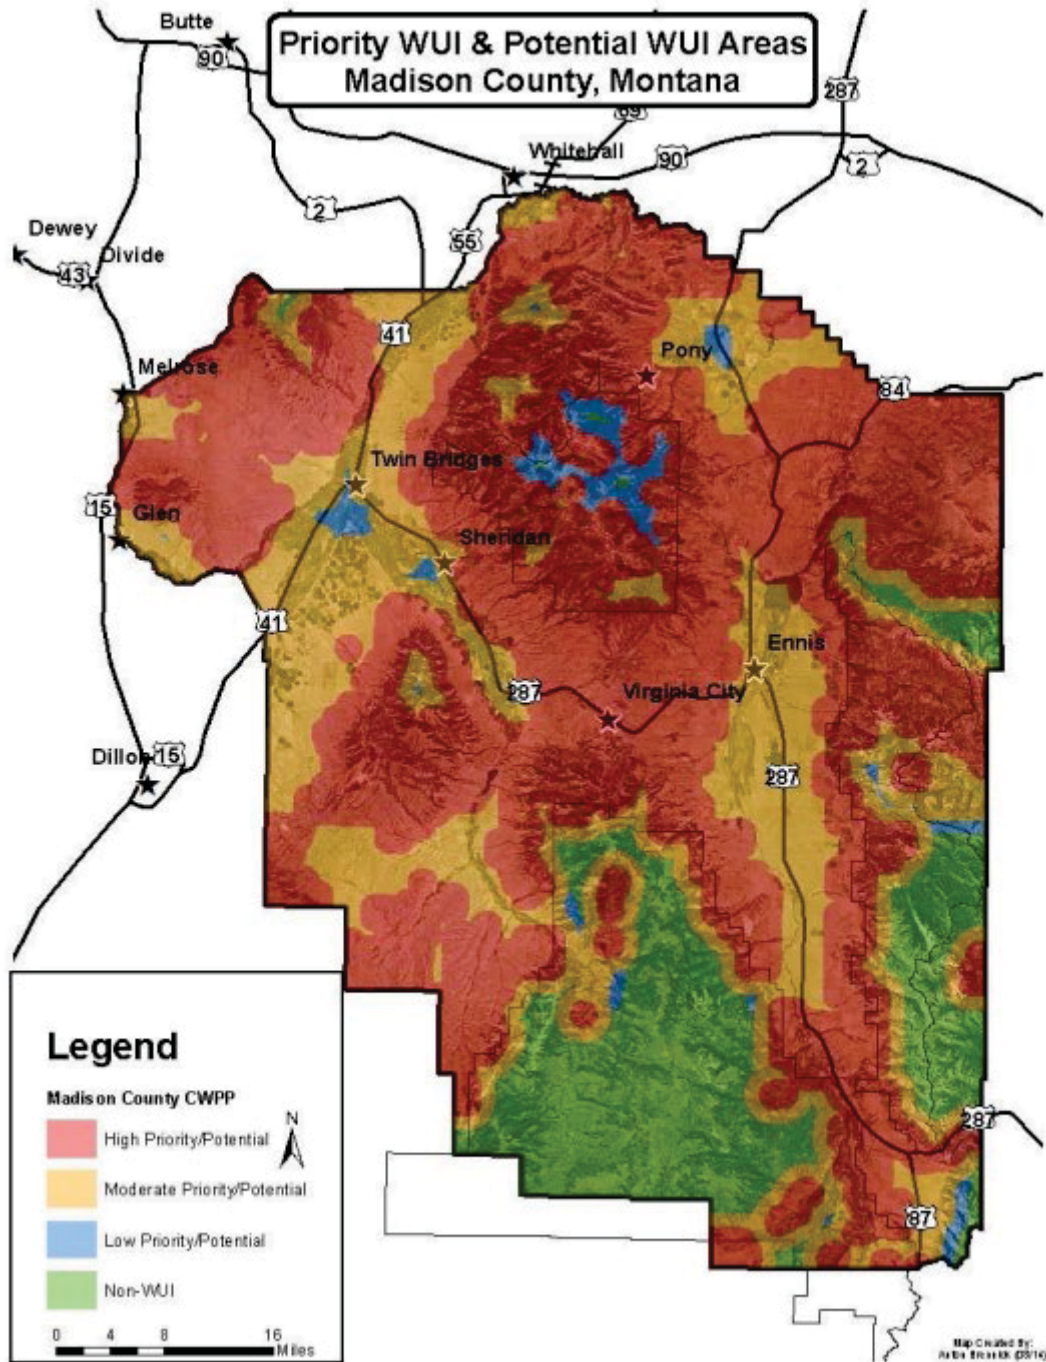 Priority WUI & Potential WUI Areas
Madison County, Montana
Butte
90
69
287
Whitehall
90
2
2
Dewey
55
Divide
43
41
Pony
Melrose
84
Twin Bridges
15
Glen
Sheridan
41
Ennis
287
Virginia City
Dillon
15
287
287
87
Legend
Madison County CWPP
High Priority/Potential
N
Moderate Priority/Potential
Low Priority/Potential
Non-WUI
0 4 8 16
Miles
Map Created By: